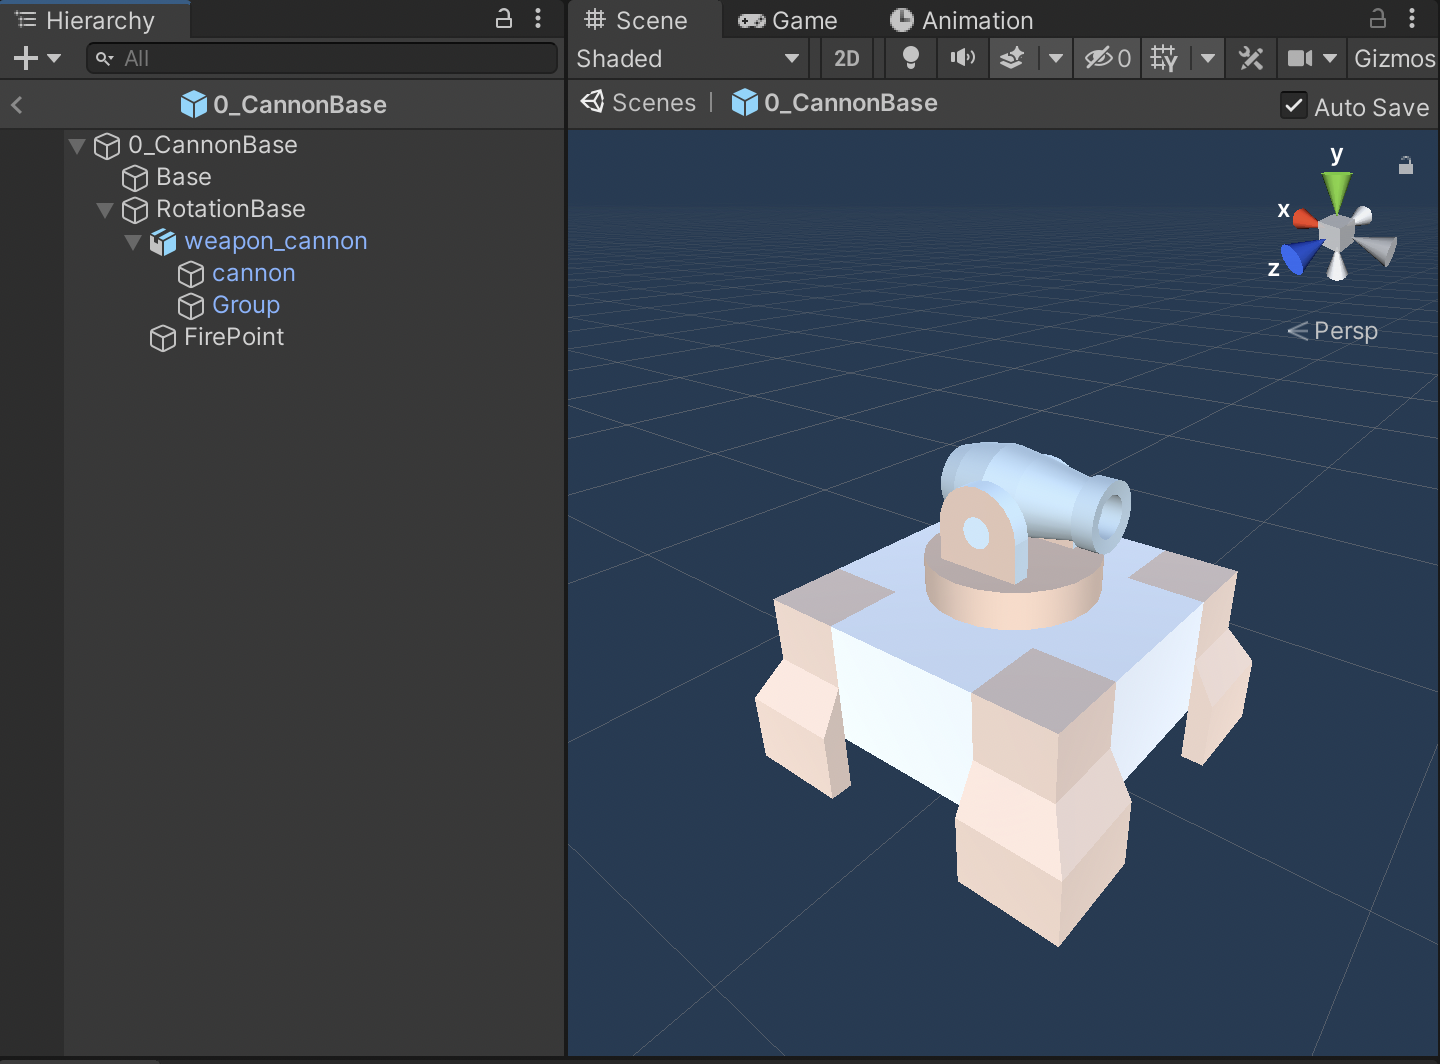 Hierarchy
All
0_CannonBase
0_CannonBase
Base
RotationBase
weapon_cannon
cannon
Group
FirePoint
Scene Game Animation
Shaded 2D 0 Gizmos
Scenes | 0_CannonBase Auto Save
y
x
z
Persp